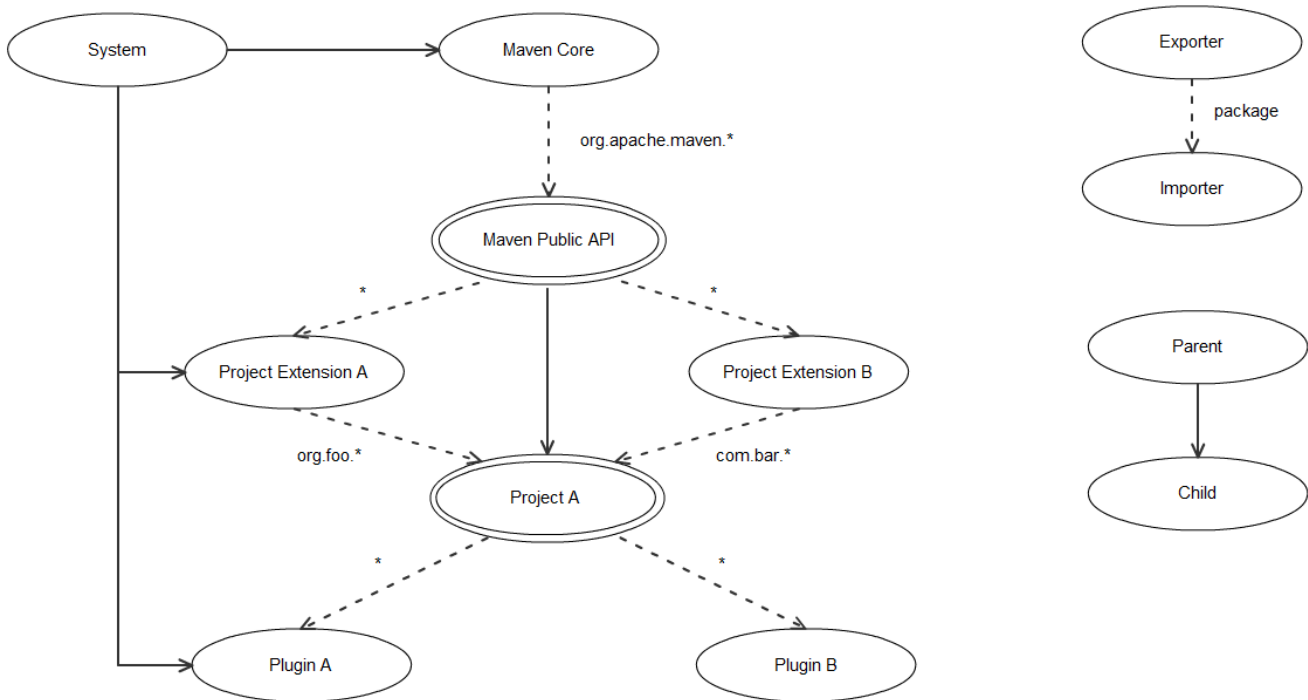 System
Maven Core
Exporter
package
org.apache.maven.*
Importer
Maven Public API
*
*
Parent
Project Extension A
Project Extension B
org.foo.*
com.bar.*
Project A
Child
*
*
Plugin A
Plugin B